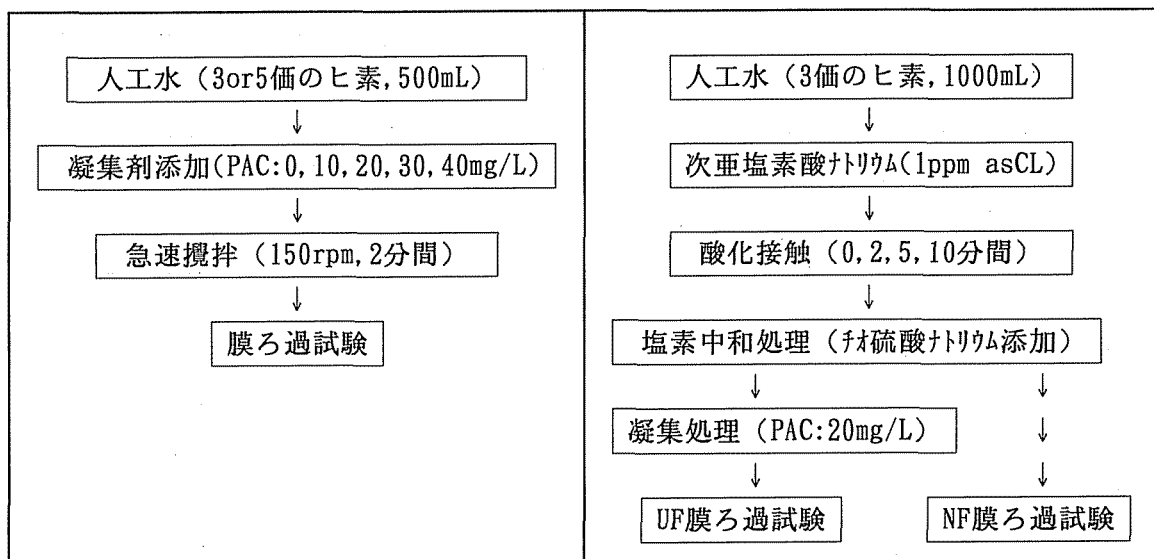 人工水（3or5価のヒ素,500mL）
凝集剤添加(PAC:0,10,20,30,40mg/L)
急速攪拌（150rpm,2分間）
膜ろ過試験
人工水（3価のヒ素,1000mL）
次亜塩素酸ﾅﾄﾘｳﾑ(1ppm asCL)
酸化接触（0,2,5,10分間）
塩素中和処理（ﾁｵ硫酸ﾅﾄﾘｳﾑ添加）
凝集処理（PAC:20mg/L）
UF膜ろ過試験
NF膜ろ過試験